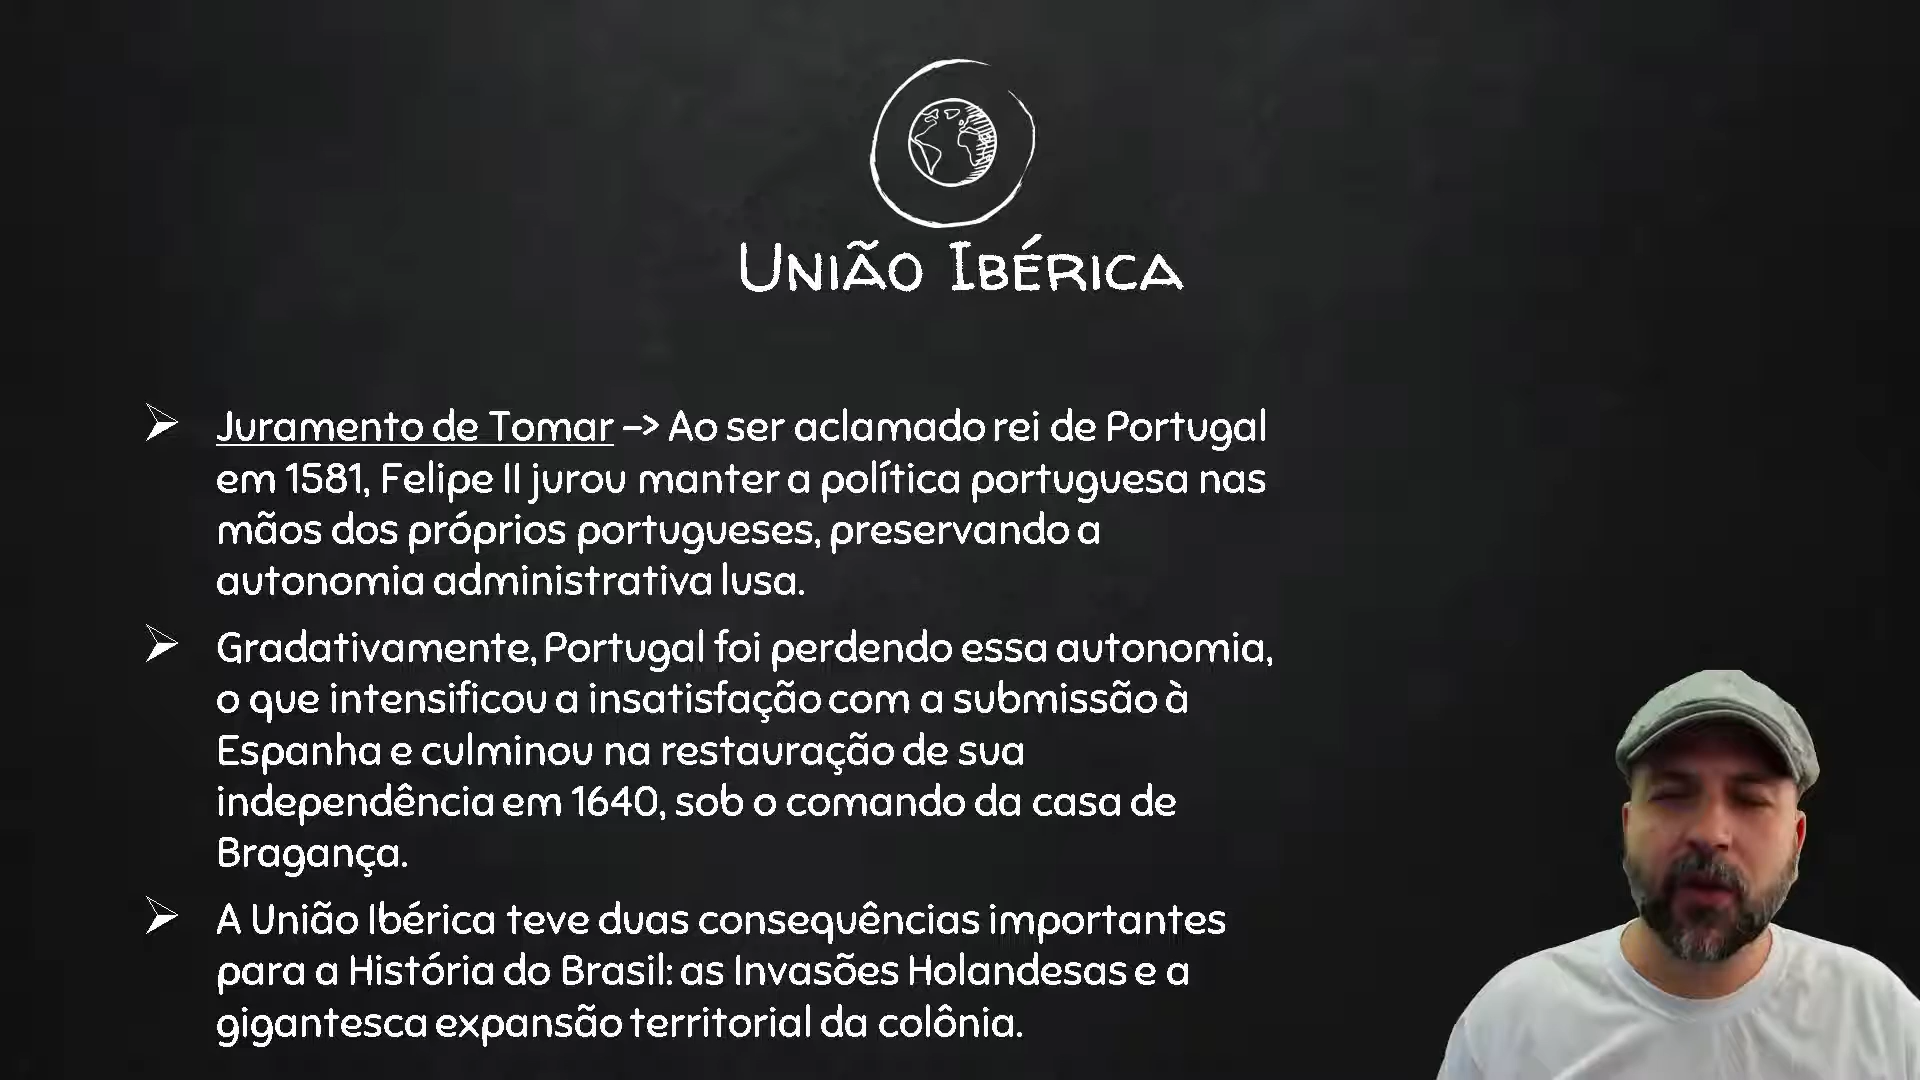 União Ibérica
Juramento de Tomar –> Ao ser aclamado rei de Portugal
em 1581, Felipe II jurou manter a política portuguesa nas
mãos dos próprios portugueses, preservando a
autonomia administrativa lusa.
Gradativamente, Portugal foi perdendo essa autonomia,
o que intensificou a insatisfação com a submissão à
Espanha e culminou na restauração de sua
independência em 1640, sob o comando da casa de
Bragança.
A União Ibérica teve duas consequências importantes
para a História do Brasil: as Invasões Holandesas e a
gigantesca expansão territorial da colônia.